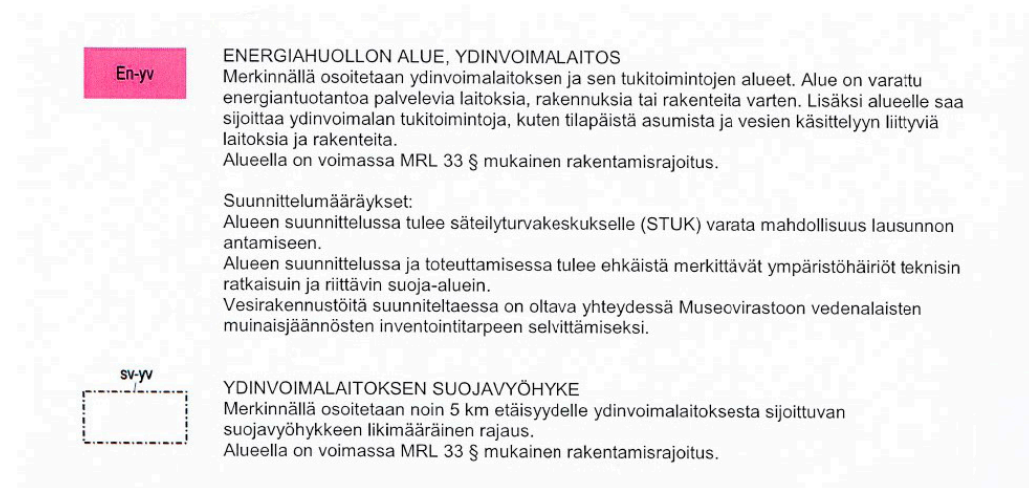 En-yv
ENERGIAHUOLLON ALUE, YDINVOIMALAITOS
Merkinnällä osoitetaan ydinvoimalaitoksen ja sen tukitoimintojen alueet. Alue on varattu
energiantuotantoa palvelevia laitoksia, rakennuksia tai rakenteita varten. Lisäksi alueelle saa
sijoittaa ydinvoimalan tukitoimintoja, kuten tilapäistä asumista ja vesien käsittelyyn liittyviä
laitoksia ja rakenteita.
Alueella on voimassa MRL 33 § mukainen rakentamisrajoitus.
Suunnittelumääräykset:
Alueen suunnittelussa tulee säteilyturvakeskukselle (STUK) varata mahdollisuus lausunnon
antamiseen.
Alueen suunnittelussa ja toteuttamisessa tulee ehkäistä merkittävät ympäristöhäiriöt teknisin
ratkaisuin ja riittävin suoja-aluein.
Vesirakennustöitä suunniteltaessa on oltava yhteydessä Museovirastoon vedenalaisten
muinaisjäännösten inventointitarpeen selvittämiseksi.
sv-yv
YDINVOIMALAITOKSEN SUOJAVYÖHYKE
Merkinnällä osoitetaan noin 5 km etäisyydelle ydinvoimalaitoksesta sijoittuvan
suojavyöhykkeen likimääräinen rajaus.
Alueella on voimassa MRL 33 § mukainen rakentamisrajoitus.